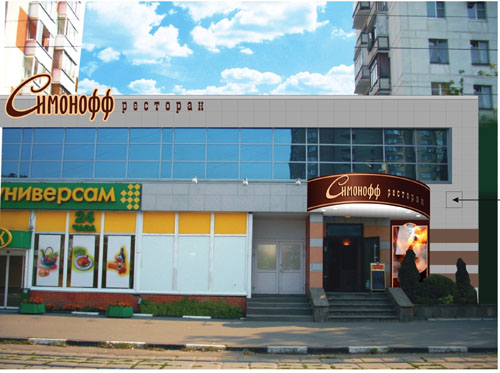 Симонофф ресторан
Симонофф ресторан
универсам
24
часа